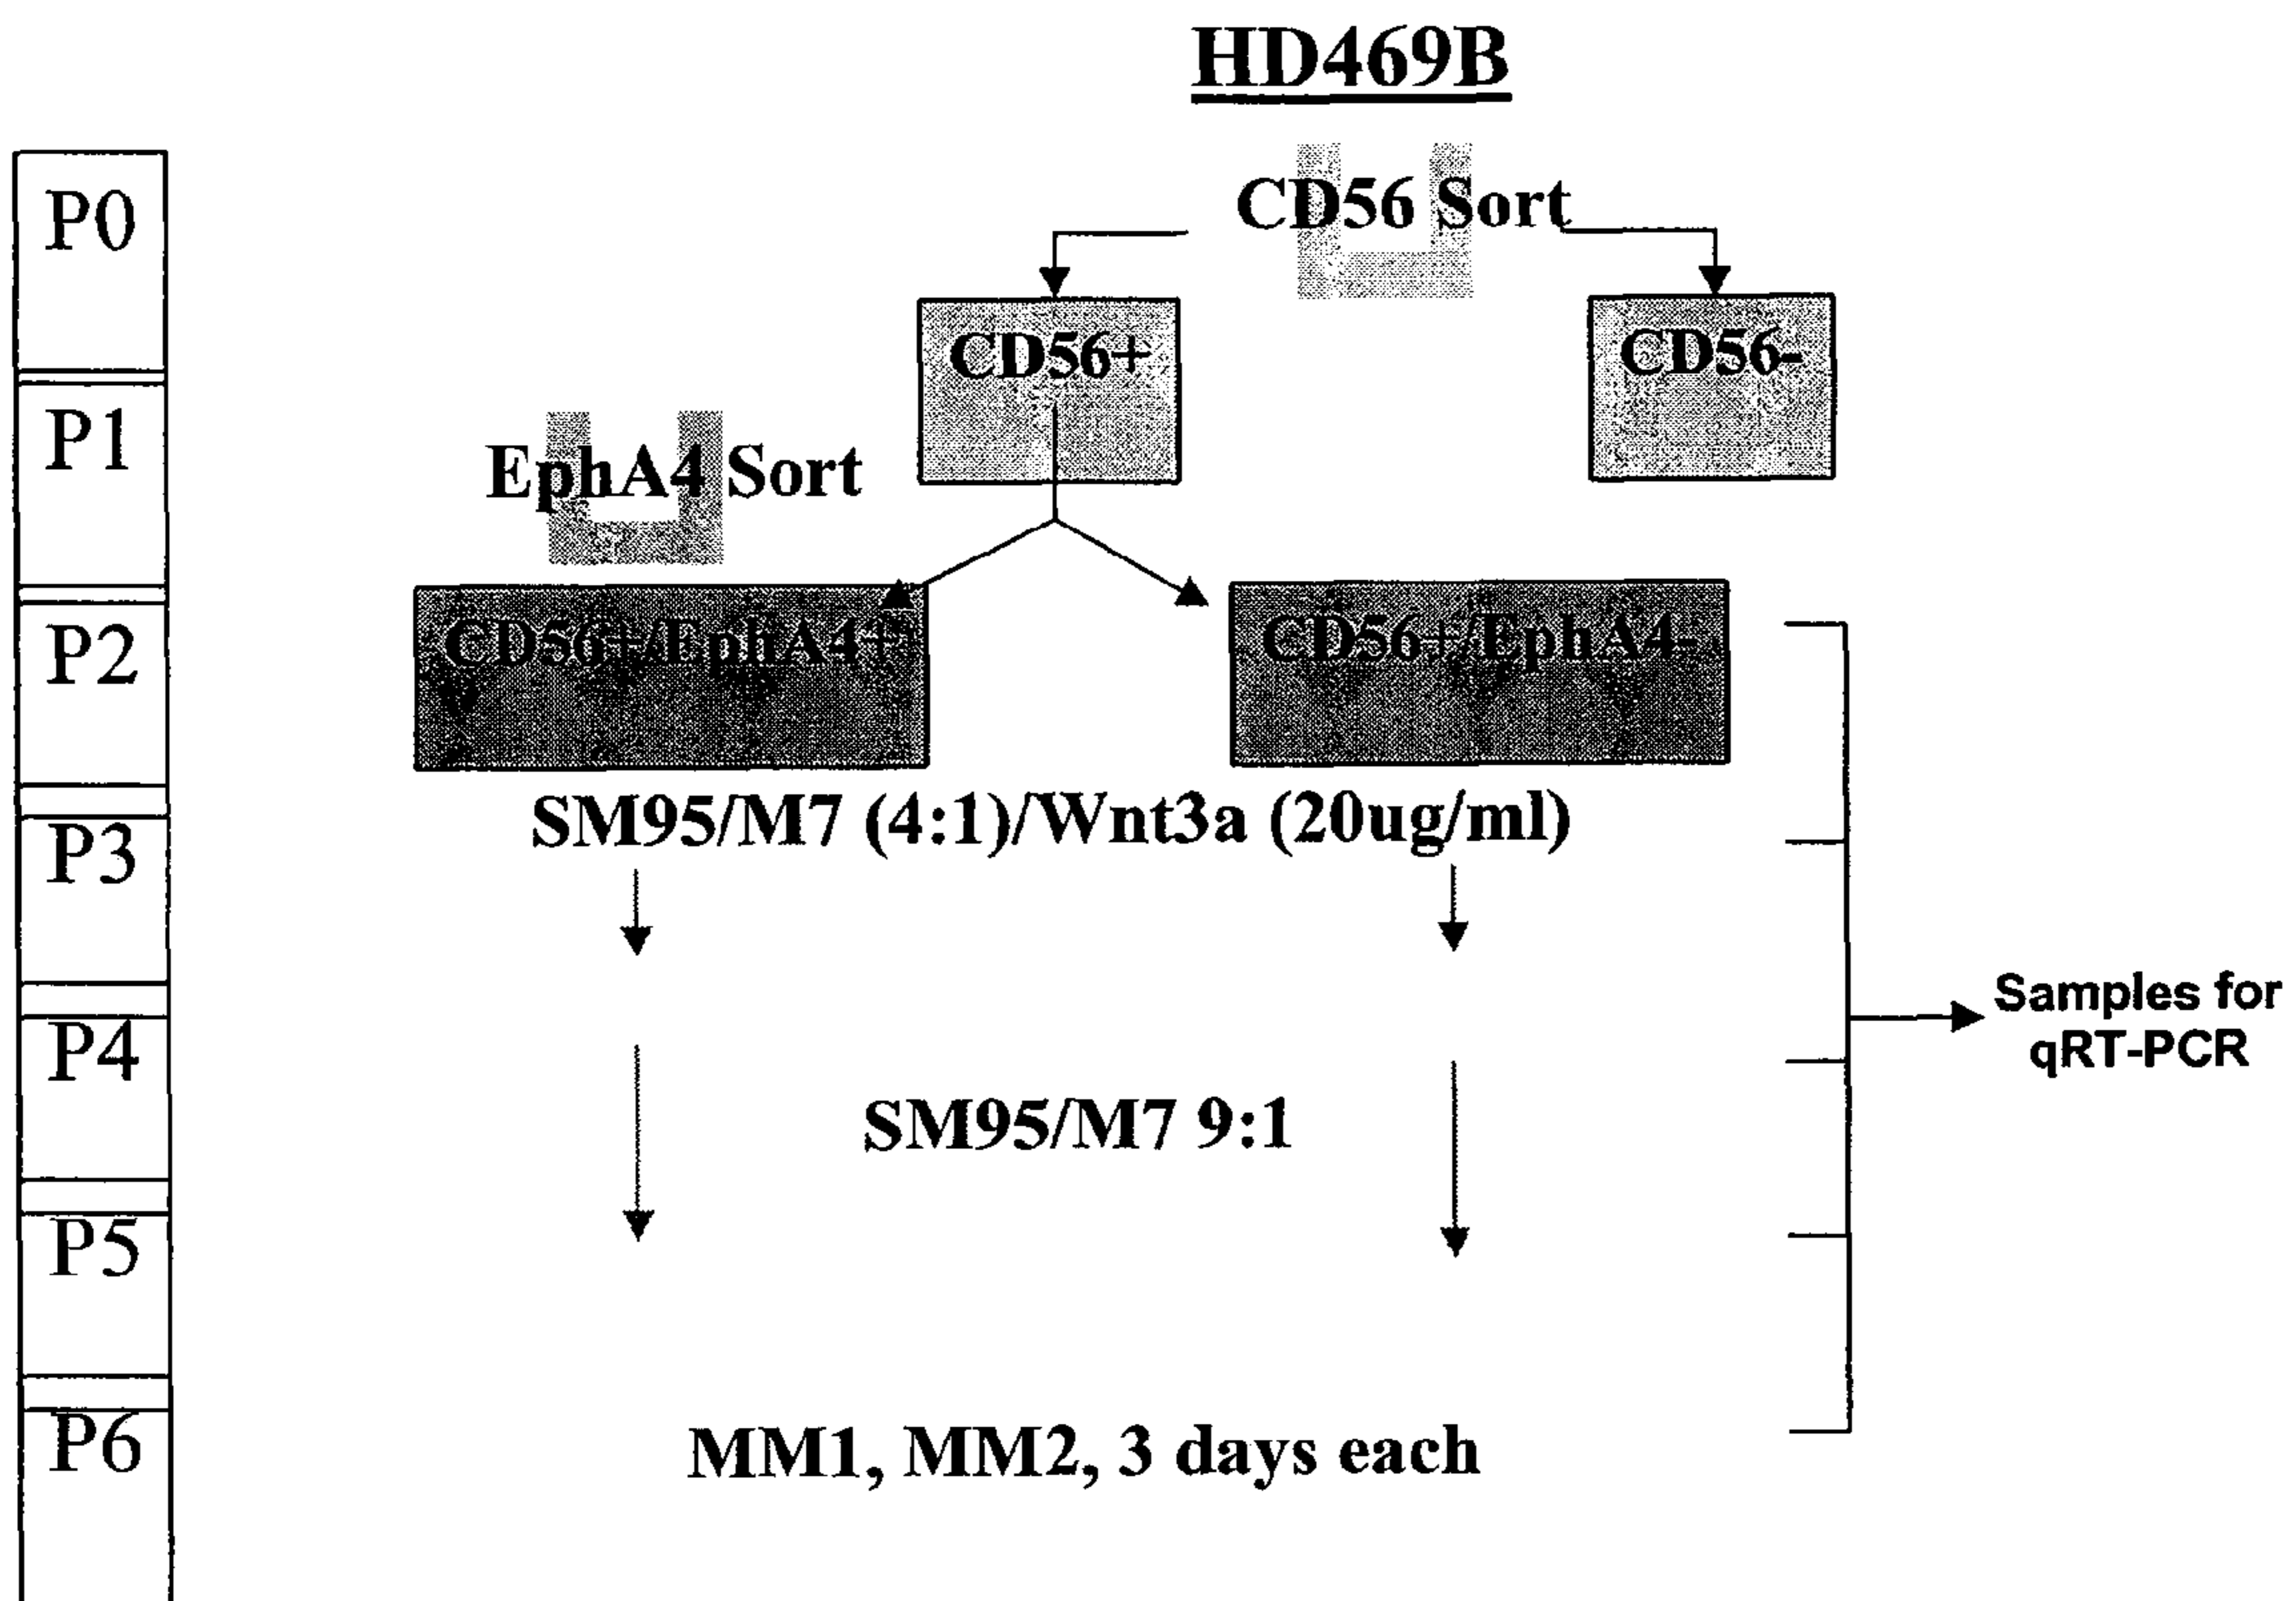 HD469B
P0
CD56 Sort
CD56+
CD56-
P1
EphA4 Sort
P2
CD56+/EphA4+
CD56+/EphA4-
SM95/M7 (4:1)/Wnt3a (20ug/ml)
P3
Samples for
qRT-PCR
P4
SM95/M7 9:1
P5
P6
MM1, MM2, 3 days each